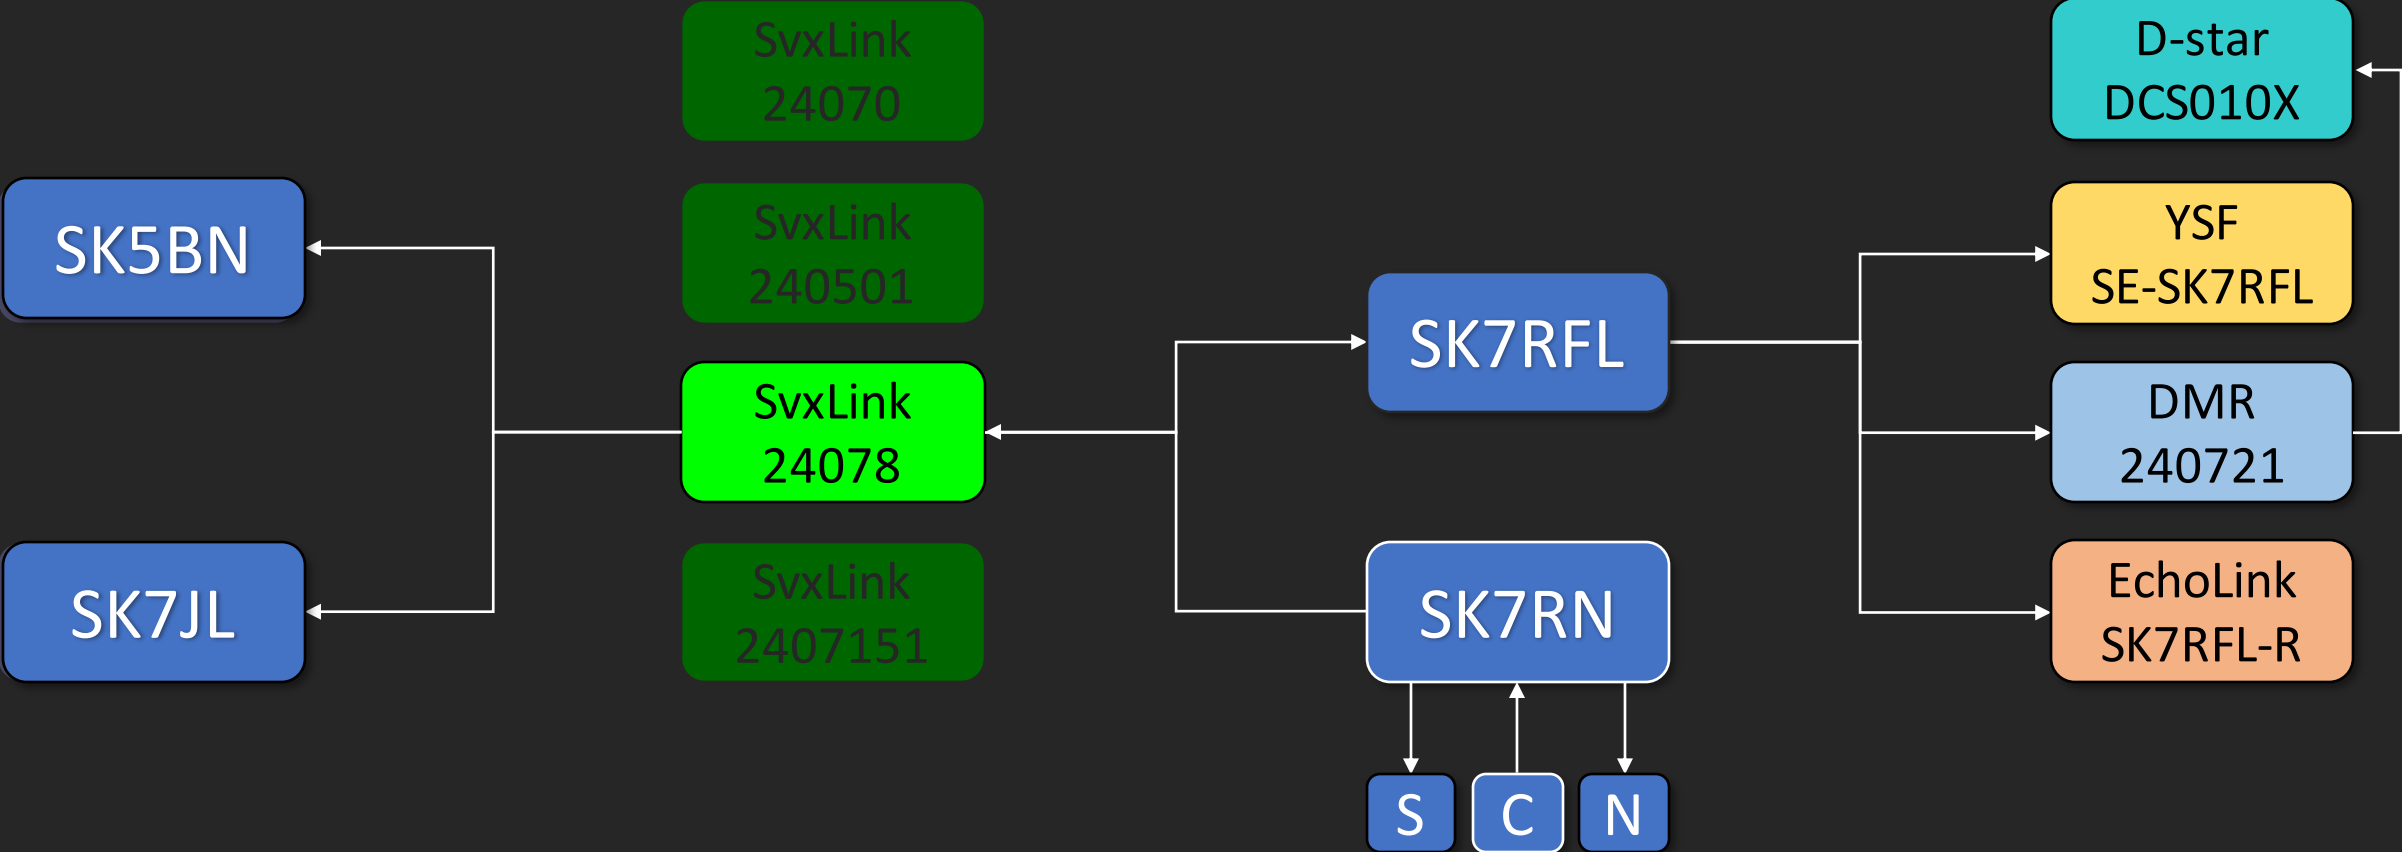 SvxLink
24070
D-star
DCS010X
SK5BN
SvxLink
240501
YSF
SE-SK7RFL
SK7RFL
SvxLink
24078
DMR
240721
SK7JL
SvxLink
2407151
SK7RN
EchoLink
SK7RFL-R
S
C
N